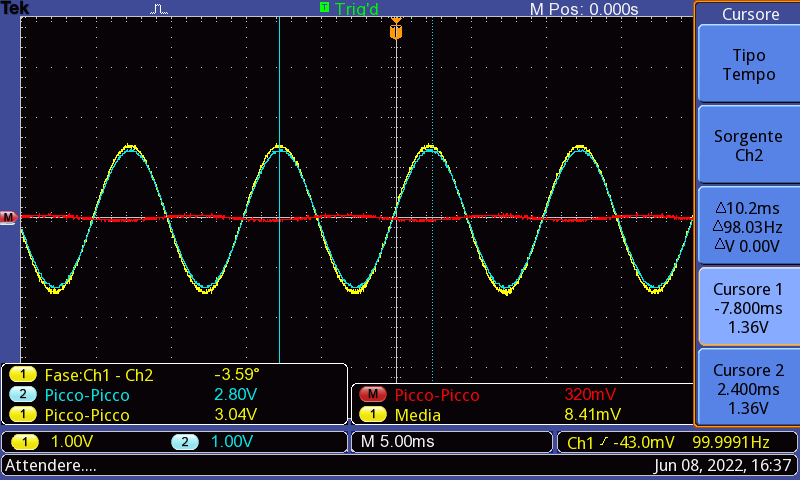 Tek T Trig'd M Pos: 0.000s
T
M
Cursore
Tipo
Tempo
Sorgente
Ch2
△10.2ms
△98.03Hz
△V 0.00V
Cursore 1
-7.800ms
1.36V
Cursore 2
2.400ms
1.36V
1 Fase:Ch1 - Ch2 -3.59°
2 Picco-Picco 2.80V
1 Picco-Picco 3.04V
M Picco-Picco 320mV
1 Media 8.41mV
1 1.00V 2 1.00V M 5.00ms Ch1 -43.0mV 99.9991Hz
Attendere.... Jun 08, 2022, 16:37